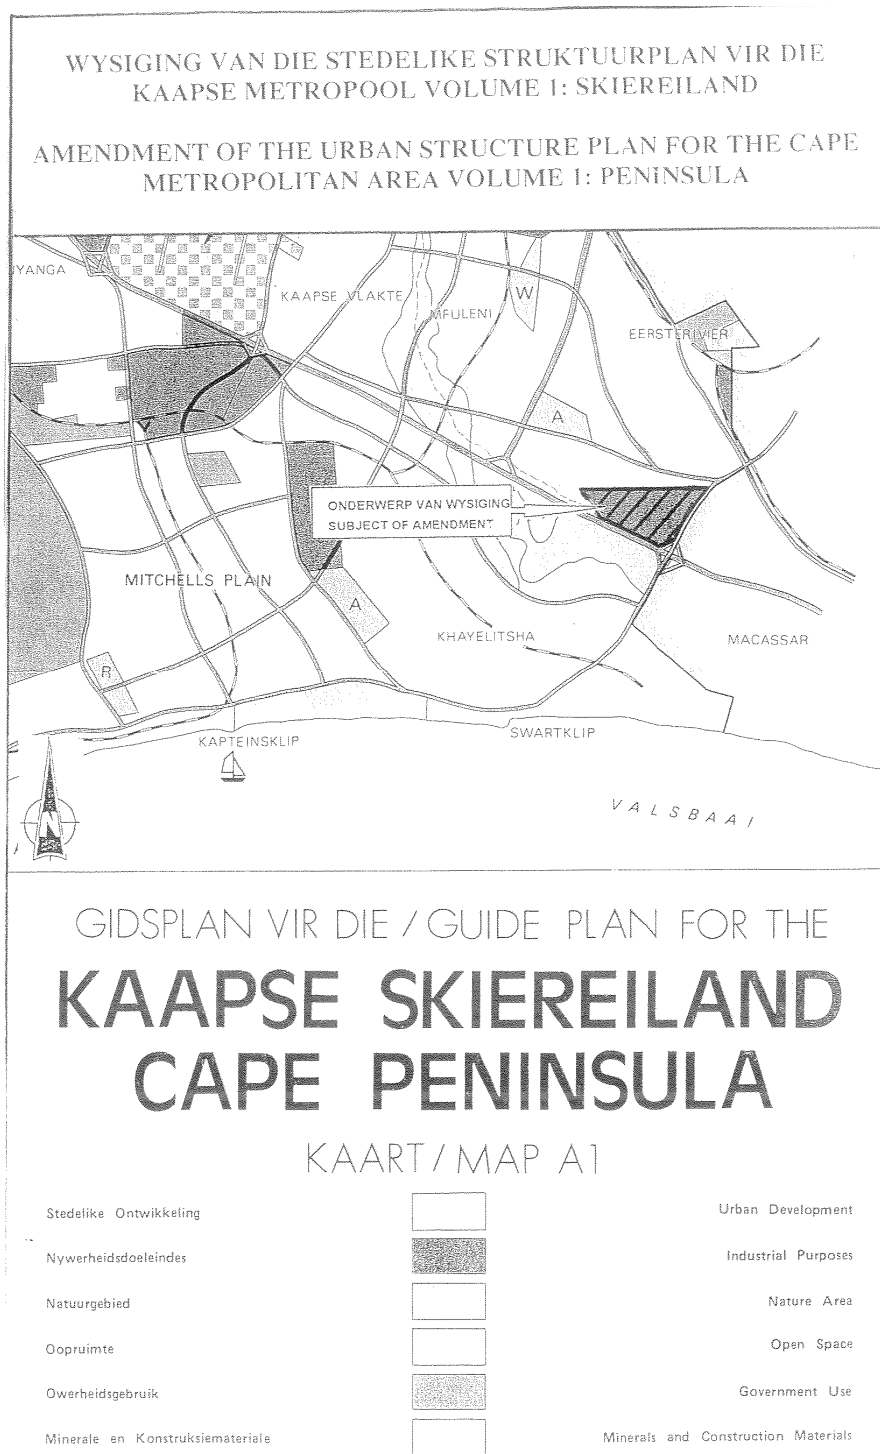 WYSIGING VAN DIE STEDELIKE STRUKTUURPLAN VIR DIE
KAAPSE METROPOOL VOLUME 1: SKIEREILAND
AMENDMENT OF THE URBAN STRUCTURE PLAN FOR THE CAPE
METROPOLITAN AREA VOLUME 1: PENINSULA
YANGA
KAAPSE VLAKTE
MFULENI
W
EERSTERIVIER
A
ONDERWERP VAN WYSIGING
SUBJECT OF AMENDMENT
MITCHELLS PLAIN
A
KHAYELITSHA
MACASSAR
R
KAPTEINSKLIP
SWARTKLIP
VALSBAAI
N
GIDSPLAN VIR DIE / GUIDE PLAN FOR THE
KAAPSE SKIEREILAND
CAPE PENINSULA
KAART/MAP A1
Stedelike Ontwikkeling Urban Development
Nywerheidsdoeleindes Industrial Purposes
Natuurgebied Nature Area
Oopruimte Open Space
Owerheidsgebruik Government Use
Minerale en Konstruksiemateriale Minerals and Construction Materials